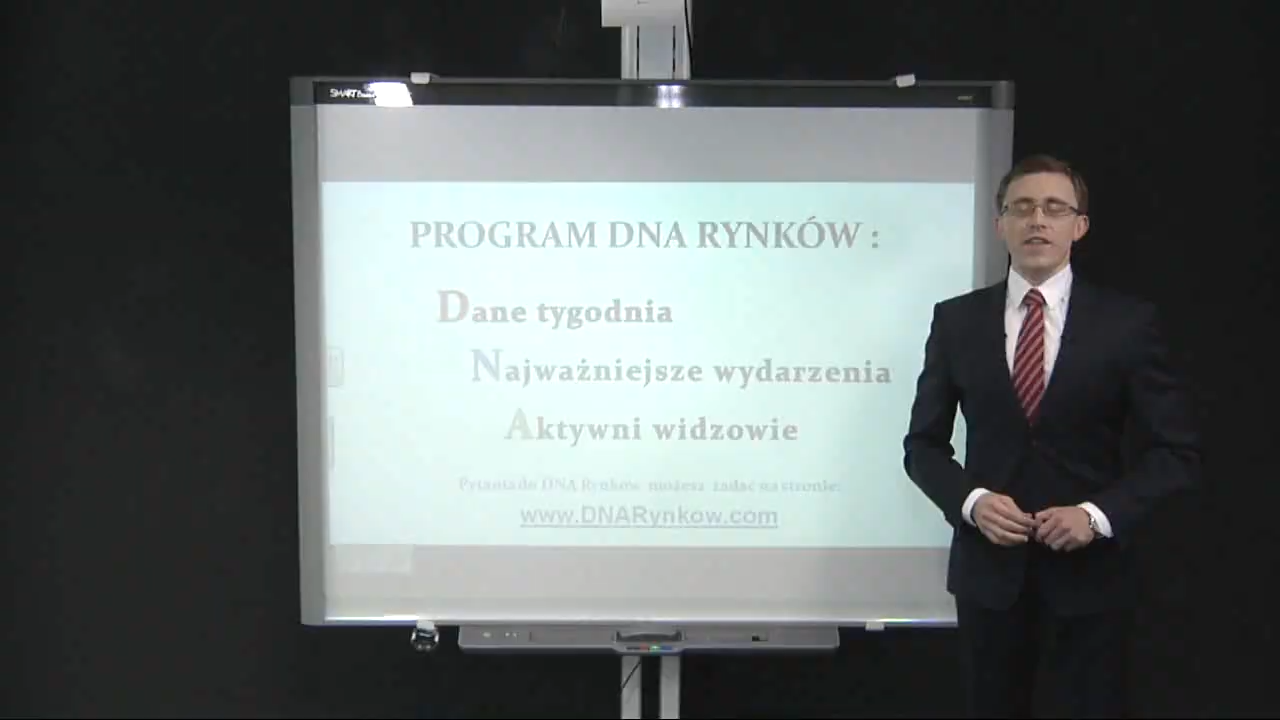 SMART
PROGRAM DNA RYNKÓW :
Dane tygodnia
Najważniejsze wydarzenia
Aktywni widzowie
Pytania do DNA Rynków możesz zadać na stronie:
www.DNARynkow.com